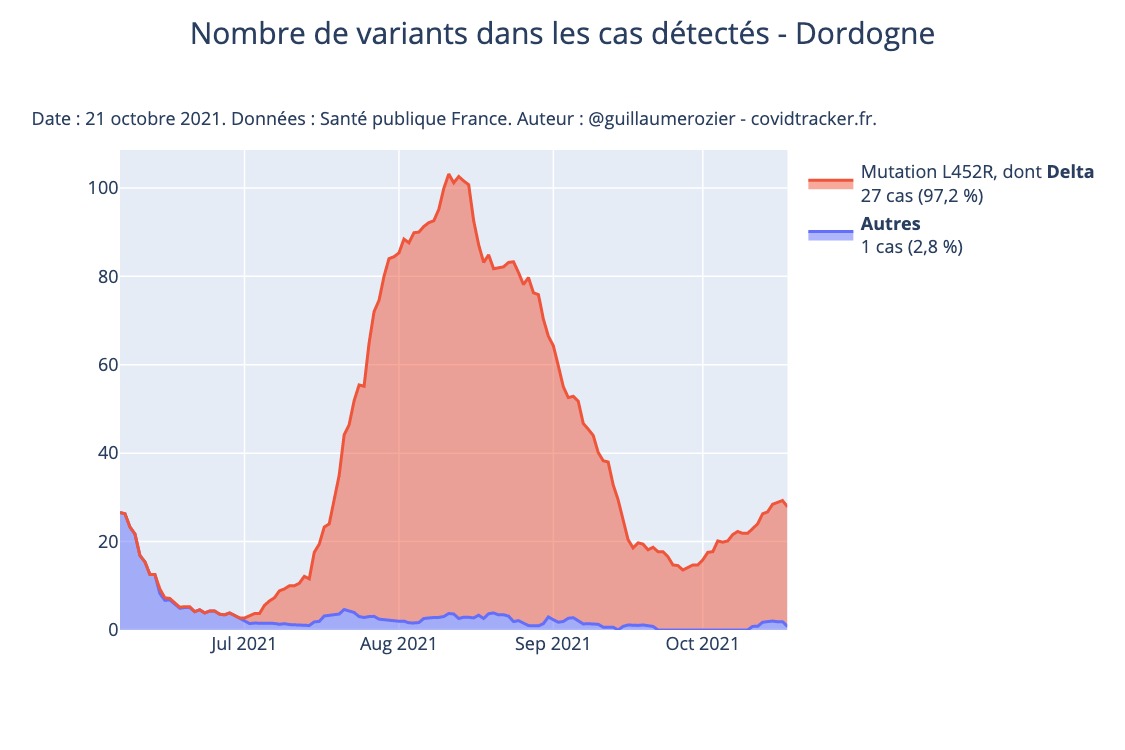 Nombre de variants dans les cas détectés - Dordogne
Date : 21 octobre 2021. Données : Santé publique France. Auteur : @guillaumerozier - covidtracker.fr.
Mutation L452R, dont Delta
27 cas (97,2 %)
Autres
1 cas (2,8 %)
100
80
60
40
20
0
Jul 2021 Aug 2021 Sep 2021 Oct 2021